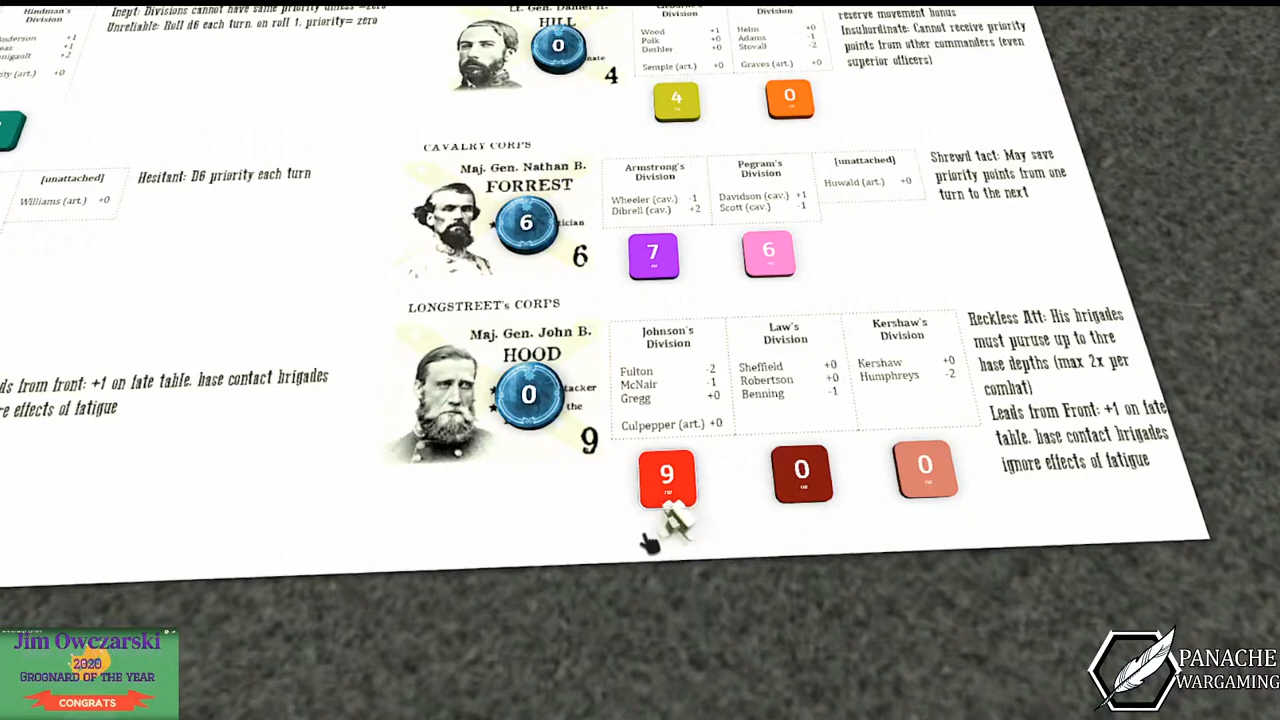 Hindman's
Division
+1
+1
+2
(art.) +0
Inept: Divisions cannot have same priority unless =zero
Unreliable: Roll d6 each turn. on roll 1. priority= zero
Lt. Gen. Daniel H.
HILL
0
4
Division
Wood +1
Polk +0
Deshler +0
Semple (art.) +0
4
Division
Helm +0
Adams -1
Stovall -2
Graves (art.) +0
0
reserve movement bonus
Insubordinate: Cannot receive priority
points from other commanders (even
superior officers)
[unattached]
Williams (art.) +0
Hesitant: D6 priority each turn
CAVALRY CORPS
Maj. Gen. Nathan B.
FORREST
6
6
Armstrong's
Division
Wheeler (cav.) -1
Dibrell (cav.) +2
7
Pegram's
Division
Davidson (cav.) +1
Scott (cav.) -1
6
[unattached]
Huwald (art.) +0
Shrewd tact: May save
priority points from one
turn to the next
from front: +1 on fate table. base contact brigades
effects of fatigue
LONGSTREET's CORPS
Maj. Gen. John B.
HOOD
0
the
9
Johnson's
Division
Fulton -2
McNair -1
Gregg +0
Culpepper (art.) +0
9
Law's
Division
Sheffield +0
Robertson +0
Benning -1
0
Kershaw's
Division
Kershaw +0
Humphreys -2
0
Reckless Att: His brigades
must puruse up to thre
base depths (max 2x per
combat)
Leads from Front: +1 on fate
table. base contact brigades
ignore effects of fatigue
Jim Owczarski
2020
GROGNARD OF THE YEAR
CONGRATS
PANACHE
WARGAMING